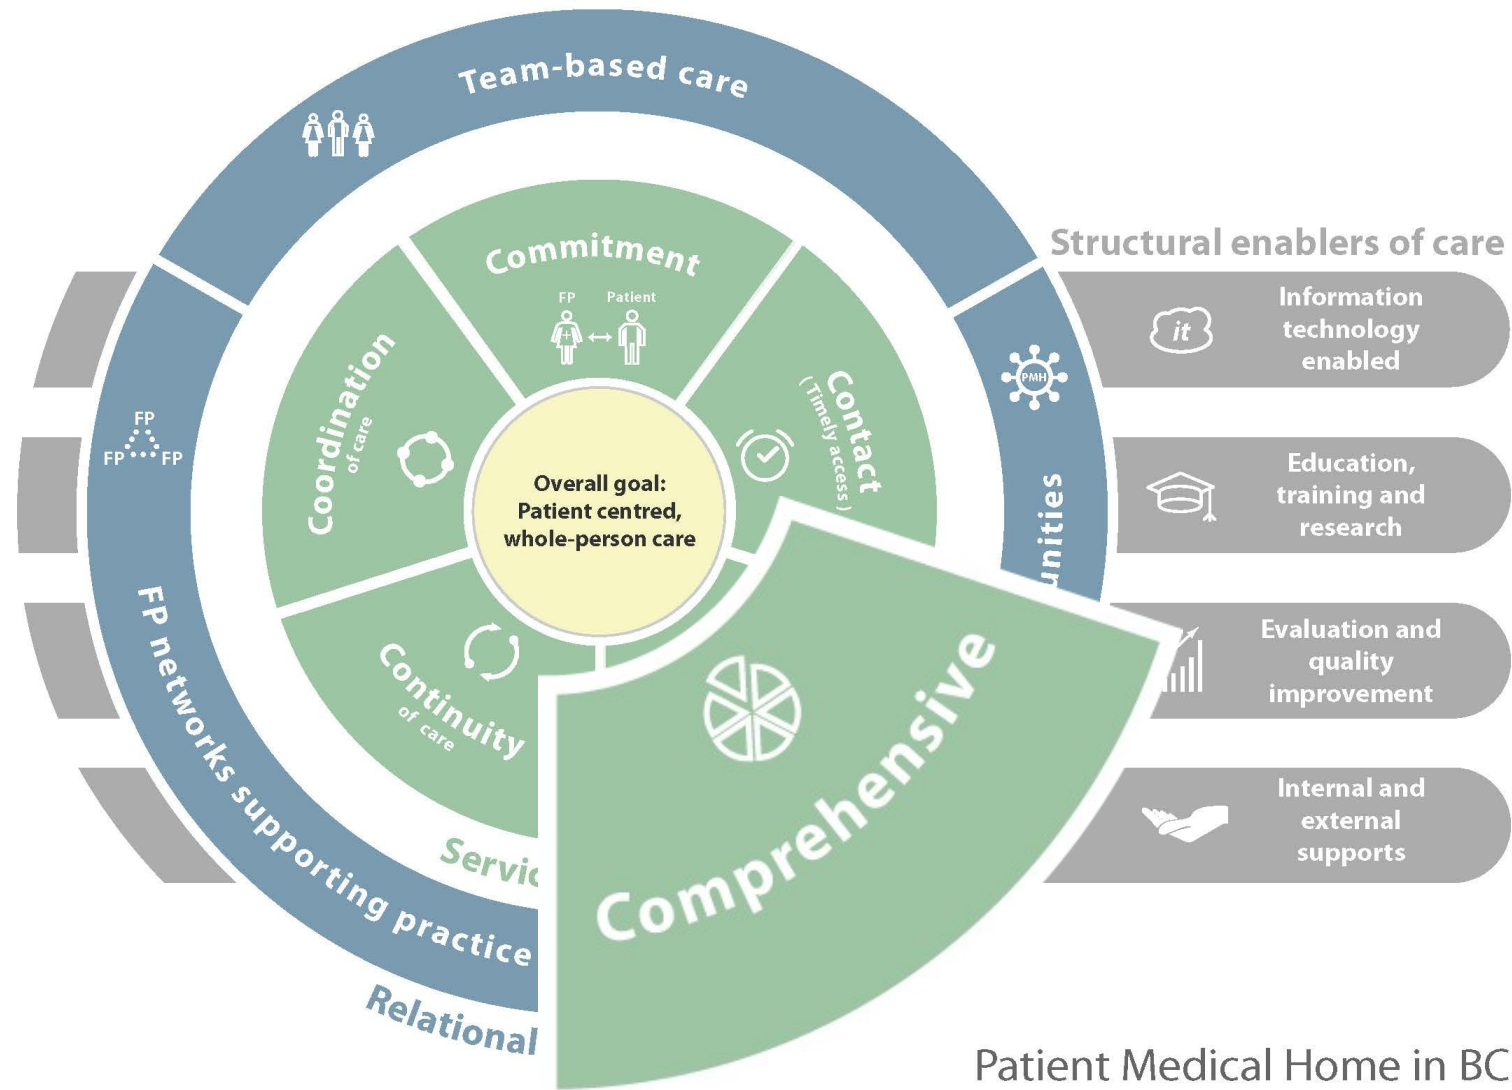 Team-based care
Structural enablers of care
Commitment
FP Patient
Information
technology
enabled
it
PMH
Coordination
of care
Contact
(Timely access)
FP
FP FP
Education,
training and
research
Overall goal:
Patient centred,
whole-person care
Evaluation and
quality
improvement
Continuity
of care
Comprehensive
FP networks supporting practice
Internal and
external
supports
Relational
Patient Medical Home in BC